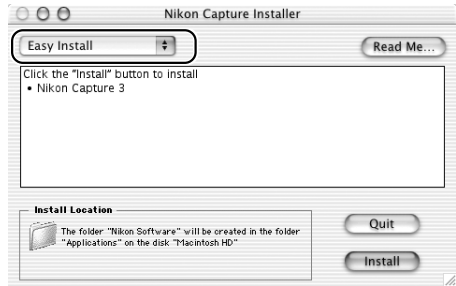 Nikon Capture Installer
Easy Install
Read Me...
Click the "Install" button to install
• Nikon Capture 3
Install Location
The folder "Nikon Software" will be created in the folder
"Applications" on the disk "Macintosh HD"
Quit
Install